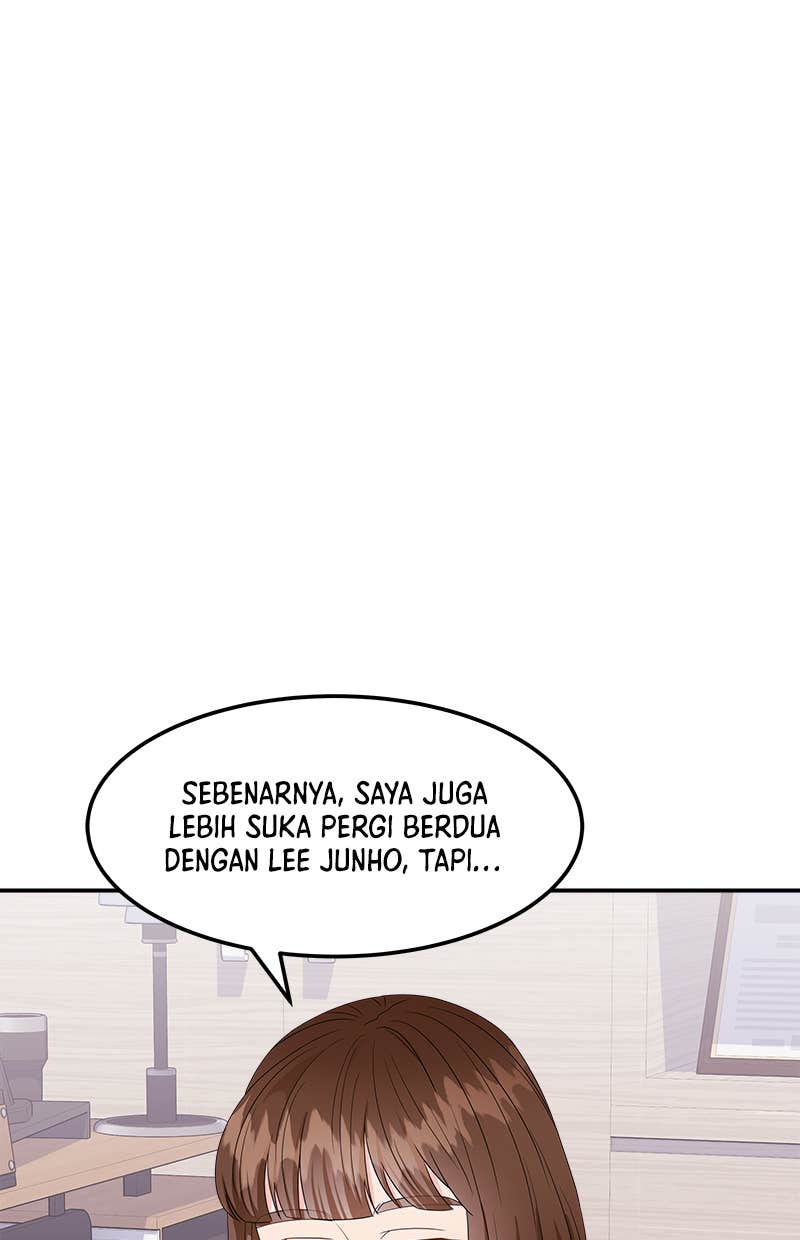 SEBENARNYA, SAYA JUGA
LEBIH SUKA PERGI BERDUA
DENGAN LEE JUNHO, TAPI...